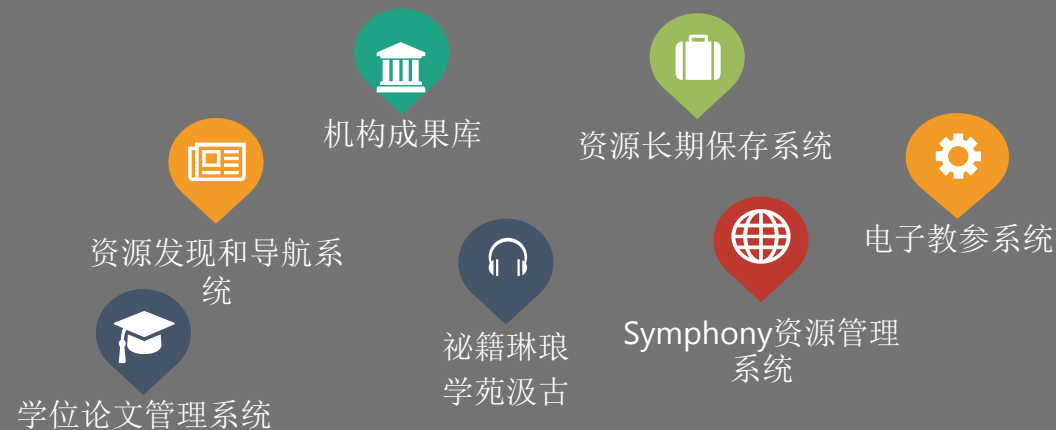 机构成果库
资源长期保存系统
电子教参系统
资源发现和导航系
统
祕籍琳琅
学苑汲古
Symphony资源管理
系统
学位论文管理系统